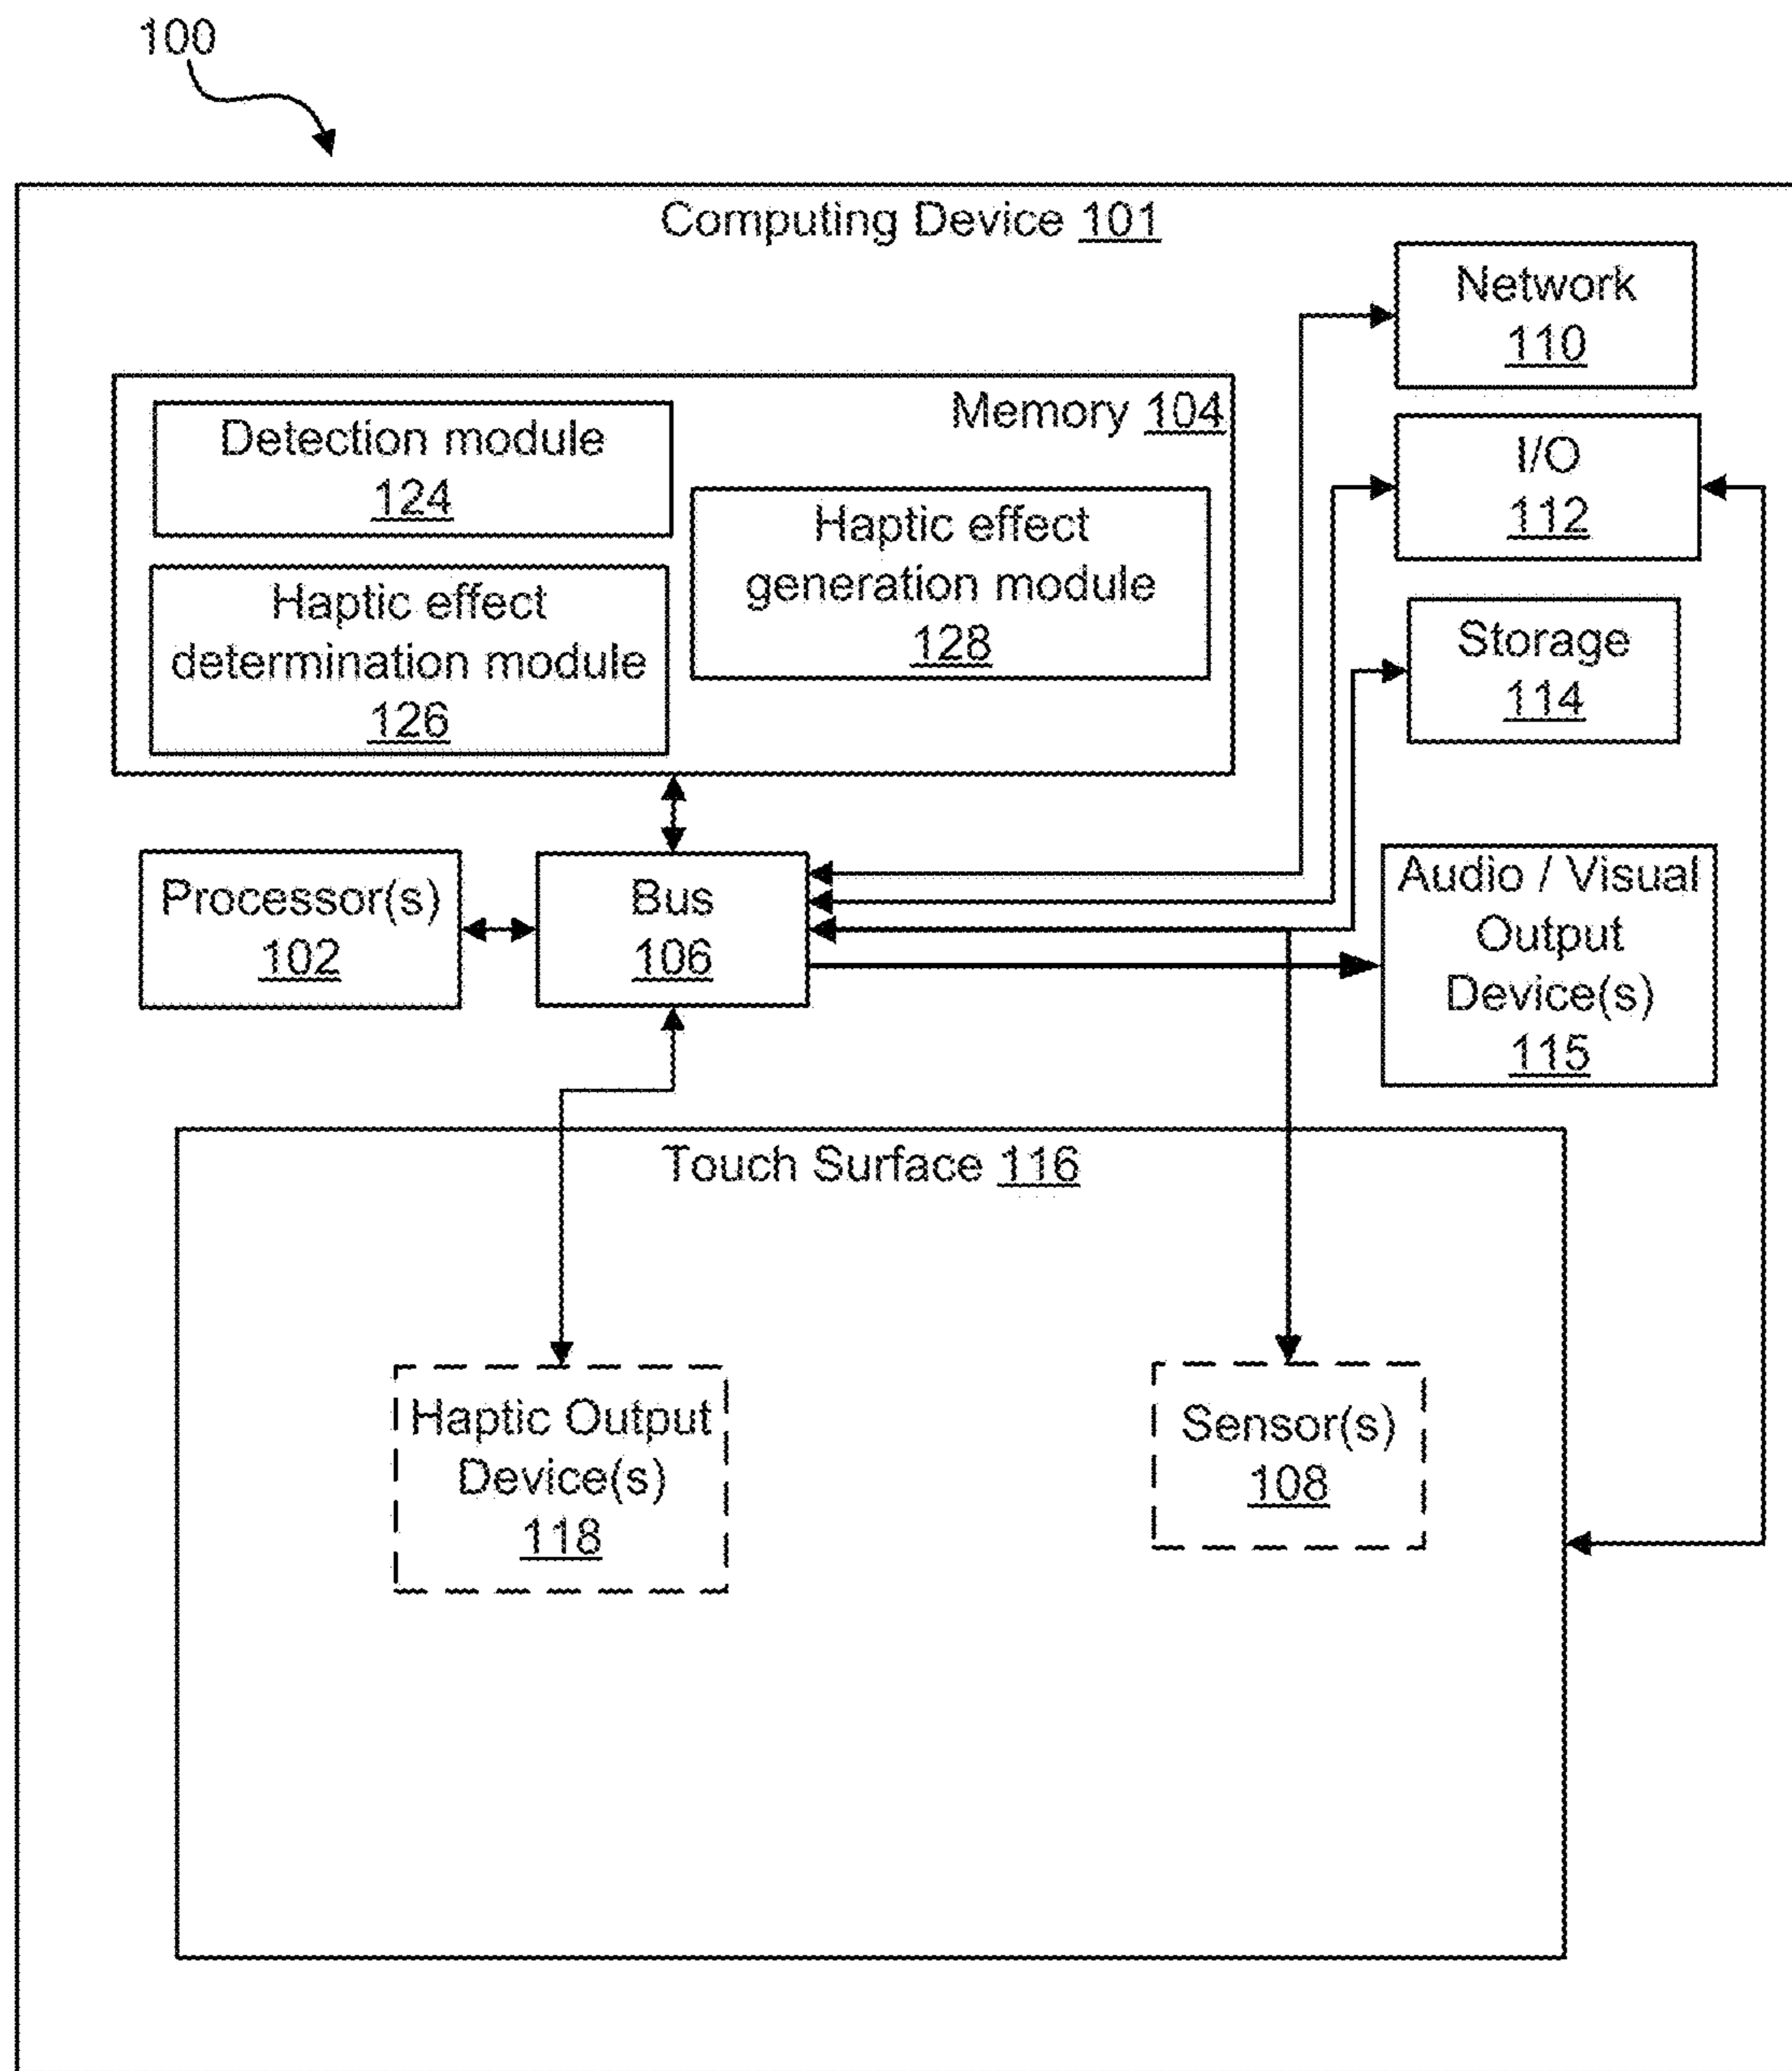 100
Computing Device 101
Network
110
Memory 104
Detection module
124
Haptic effect
generation module
128
Haptic effect
determination module
126
I/O
112
Storage
114
Processor(s)
102
Bus
106
Audio / Visual
Output
Device(s)
115
Touch Surface 116
Haptic Output
Device(s)
118
Sensor(s)
108